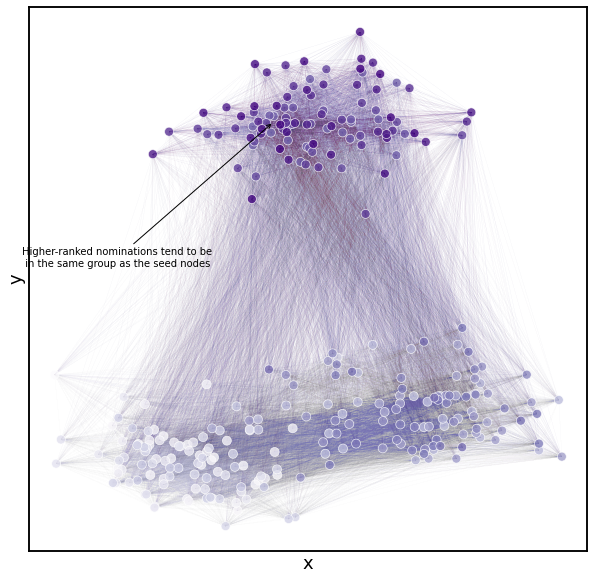 Higher-ranked nominations tend to be
in the same group as the seed nodes
y
x